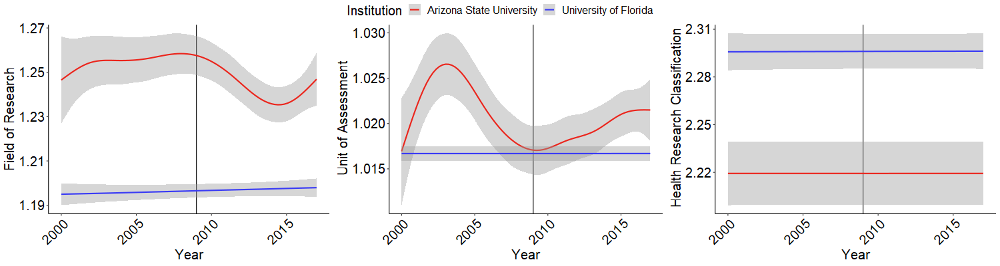 Institution Arizona State University University of Florida
Field of Research
1.27
1.25
1.23
1.21
1.19
2000 2005 2010 2015
Year
Unit of Assessment
1.030
1.025
1.020
1.015
2000 2005 2010 2015
Year
Health Research Classification
2.31
2.28
2.25
2.22
2000 2005 2010 2015
Year